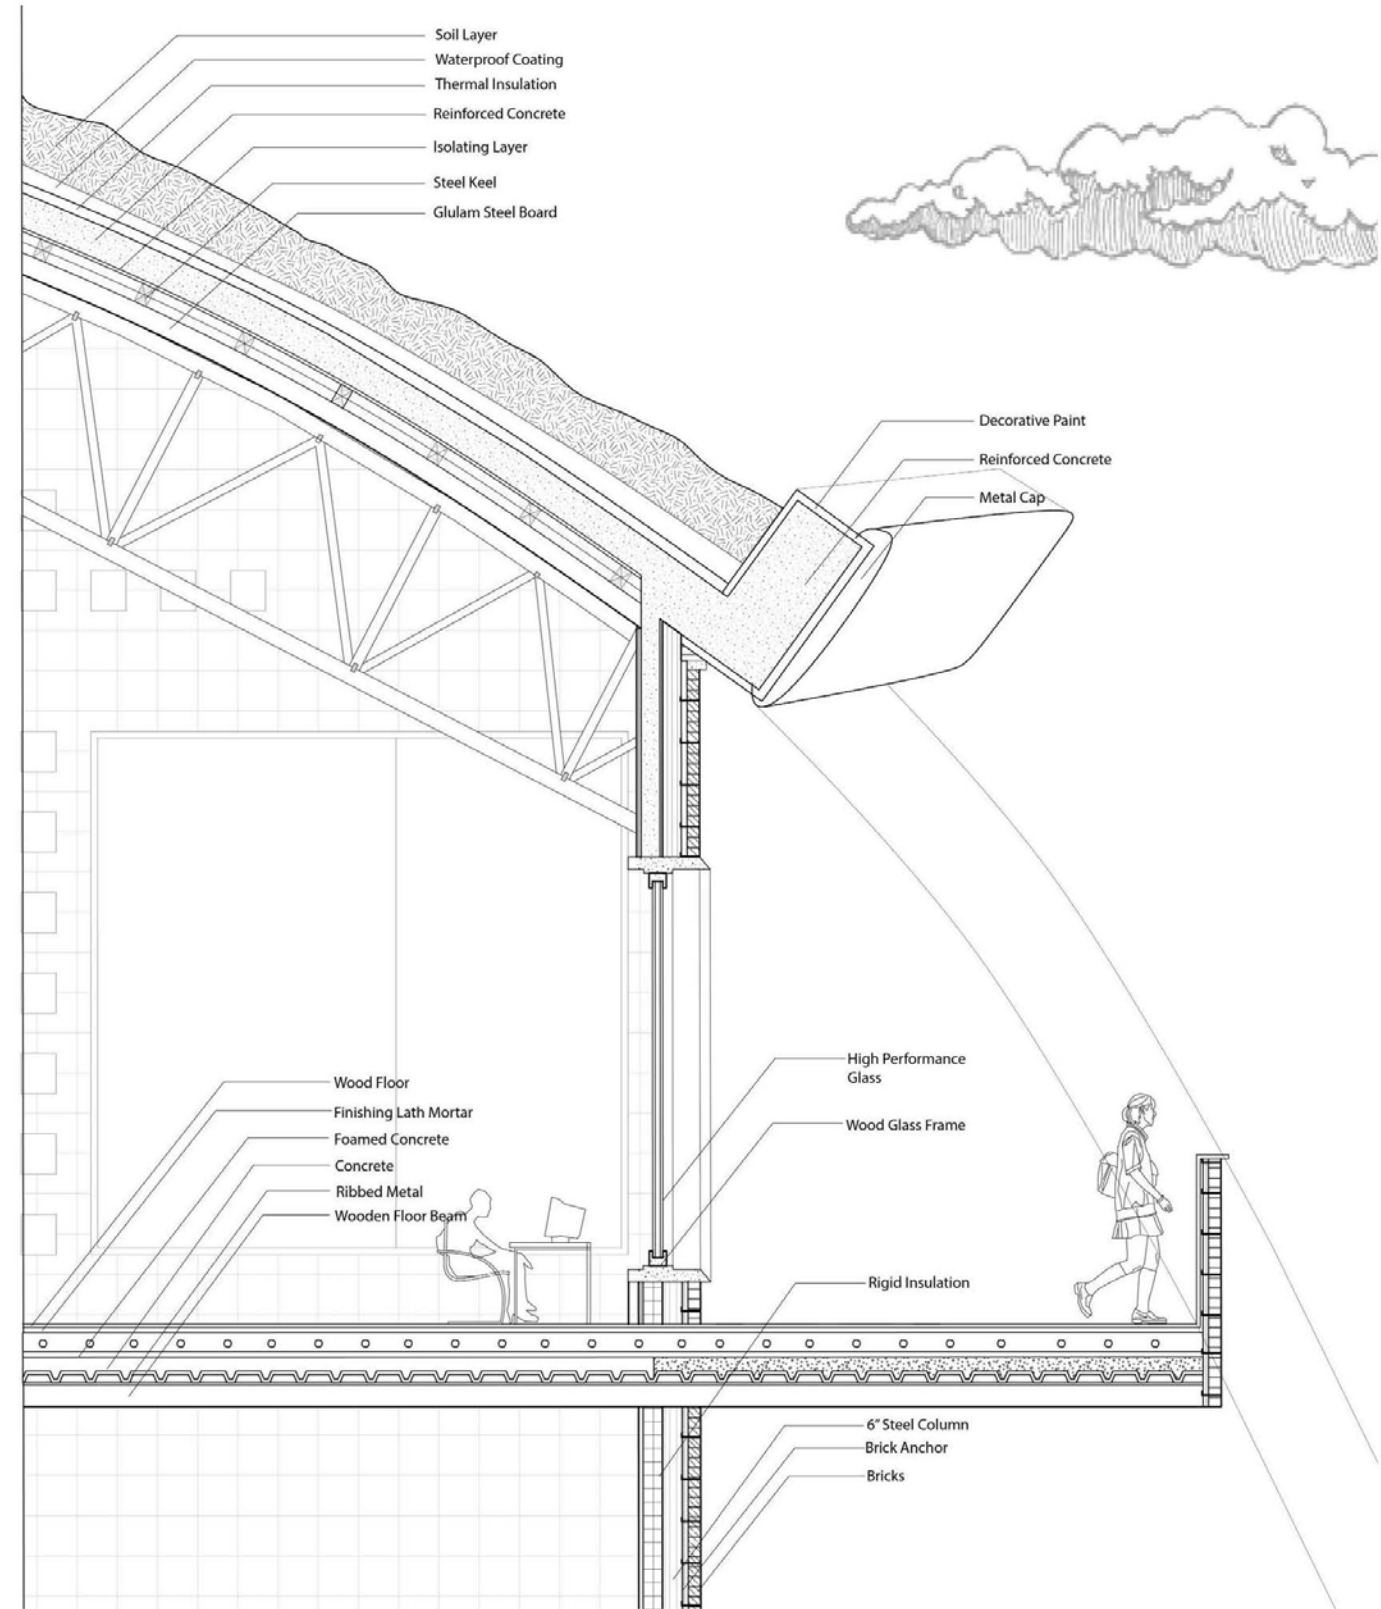 Soil Layer
Waterproof Coating
Thermal Insulation
Reinforced Concrete
Isolating Layer
Steel Keel
Glulam Steel Board
Decorative Paint
Reinforced Concrete
Metal Cap
High Performance
Glass
Wood Glass Frame
Wood Floor
Finishing Lath Mortar
Foamed Concrete
Concrete
Ribbed Metal
Wooden Floor Beam
Rigid Insulation
6" Steel Column
Brick Anchor
Bricks